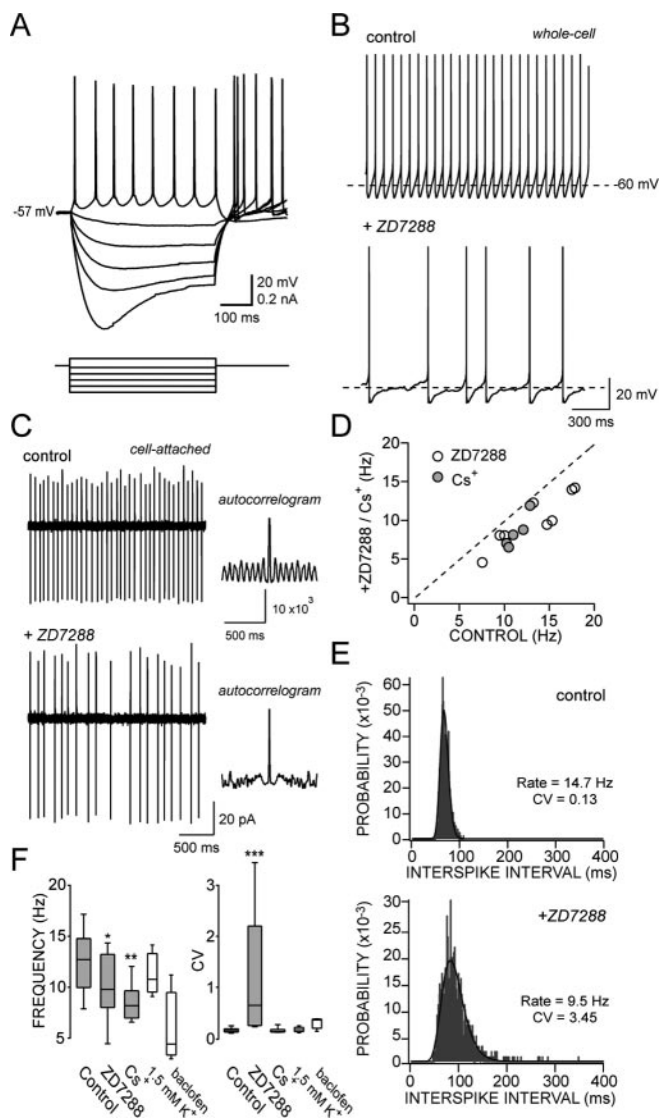 A
-57 mV
20 mV
0.2 nA
100 ms
B
control
whole-cell
-60 mV
+ ZD7288
20 mV
300 ms
C
control
cell-attached
autocorrelogram
10 x10³
500 ms
+ ZD7288
autocorrelogram
20 pA
500 ms
D
+ZD7288 / Cs⁺ (Hz)
20
15
10
5
0
ZD7288
Cs⁺
0 5 10 15 20
CONTROL (Hz)
E
PROBABILITY (x10⁻³)
60
50
40
30
20
10
0
control
Rate = 14.7 Hz
CV = 0.13
0 100 200 300 400
INTERSPIKE INTERVAL (ms)
PROBABILITY (x10⁻³)
30
20
10
0
+ZD7288
Rate = 9.5 Hz
CV = 3.45
0 100 200 300 400
INTERSPIKE INTERVAL (ms)
F
FREQUENCY (Hz)
20
15
10
5
*
**
Control
ZD7288
Cs⁺
1.5 mM K⁺
baclofen
CV
3
2
1
0
***
Control
ZD7288
Cs⁺
1.5 mM K⁺
baclofen